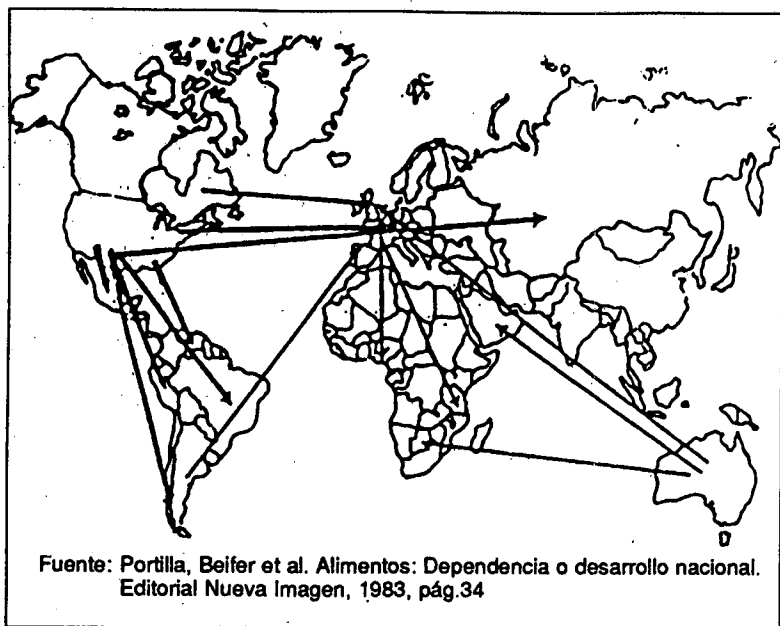 Fuente: Portilla, Beifer et al. Alimentos: Dependencia o desarrollo nacional.
Editorial Nueva Imagen, 1983, pág.34